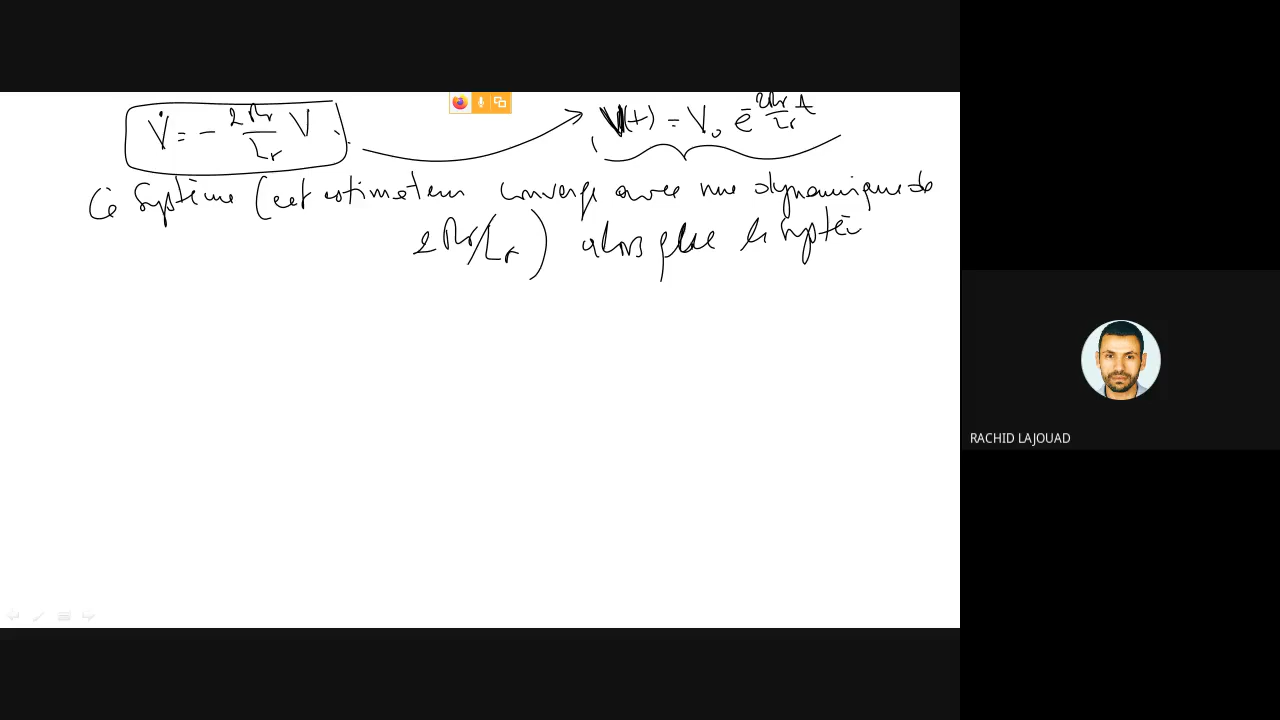 V̇ = - 2Rr/Lr V
V(t) = V₀ e^(-2Rr/Lr t)
Ce système (cet estimateur converge avec une dynamique de
2Rr/Lr) alors que le systè
RACHID LAJOUAD